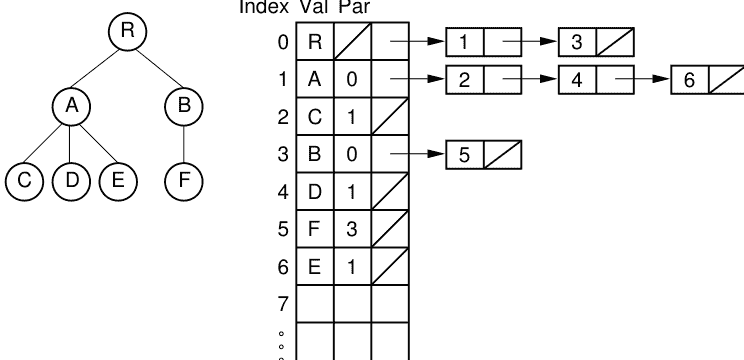 Index Val Par
R
A B
C D E F
0 R 1 3
1 A 0 2 4 6
2 C 1
3 B 0 5
4 D 1
5 F 3
6 E 1
7